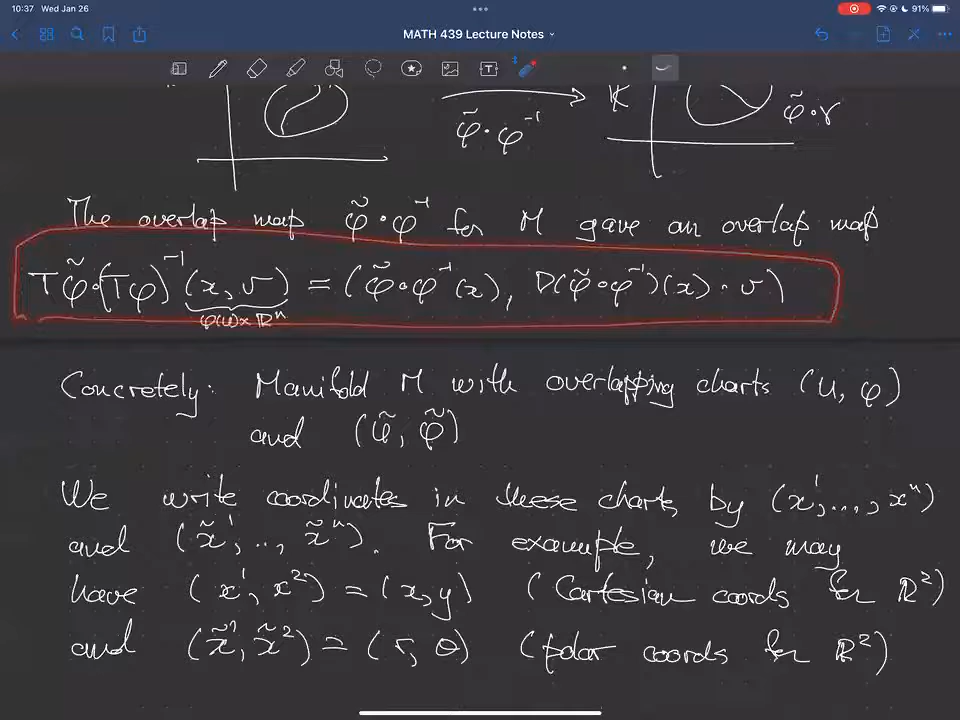 10:37 Wed Jan 26
91%
MATH 439 Lecture Notes
T
K
φ̃∘φ⁻¹
φ̃∘γ
The overlap map φ̃∘φ⁻¹ for M gave an overlap map
Tφ̃∘(Tφ)⁻¹(x, v) = (φ̃∘φ⁻¹(x), D(φ̃∘φ⁻¹)(x)·v)
φ(U)×ℝⁿ
Concretely: Manifold M with overlapping charts (U, φ)
and (Ũ, φ̃)
We write coordinates in these charts by (x¹, ..., xⁿ)
and (x̃¹, .., x̃ⁿ). For example, we may
have (x¹, x²) = (x, y) (Cartesian coords for ℝ²)
and (x̃¹, x̃²) = (r, θ) (polar coords for ℝ²)